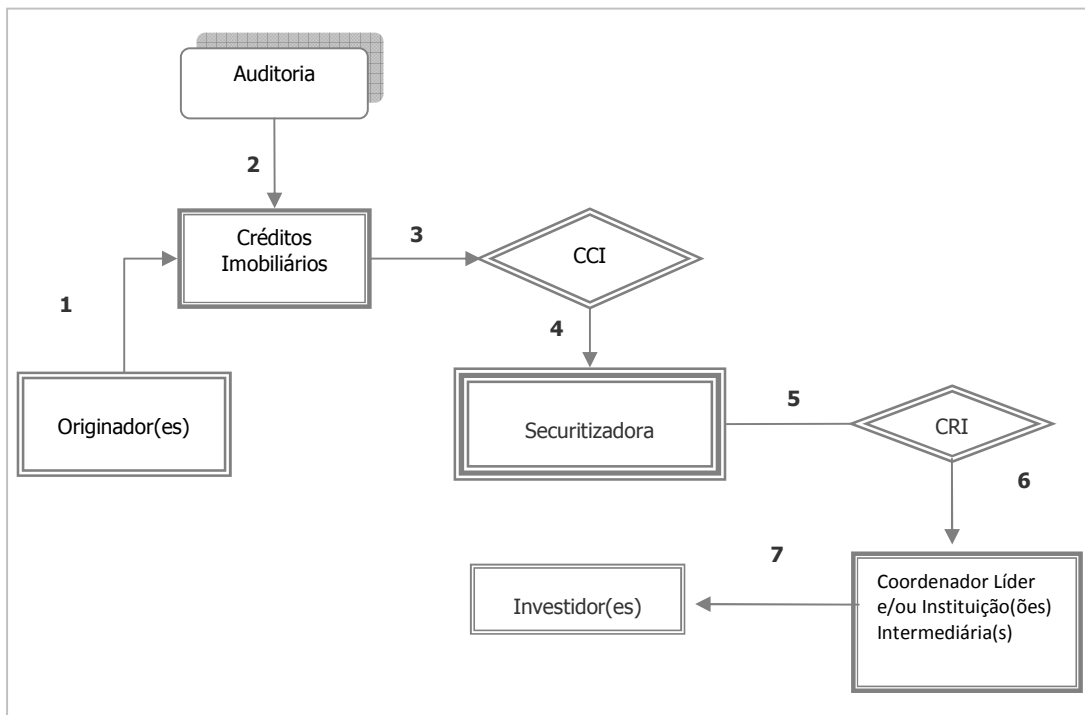 Auditoria
2
Créditos
Imobiliários
3
CCI
1
4
Originador(es)
Securitizadora
5
CRI
6
7
Investidor(es)
Coordenador Líder
e/ou Instituição(ões)
Intermediária(s)